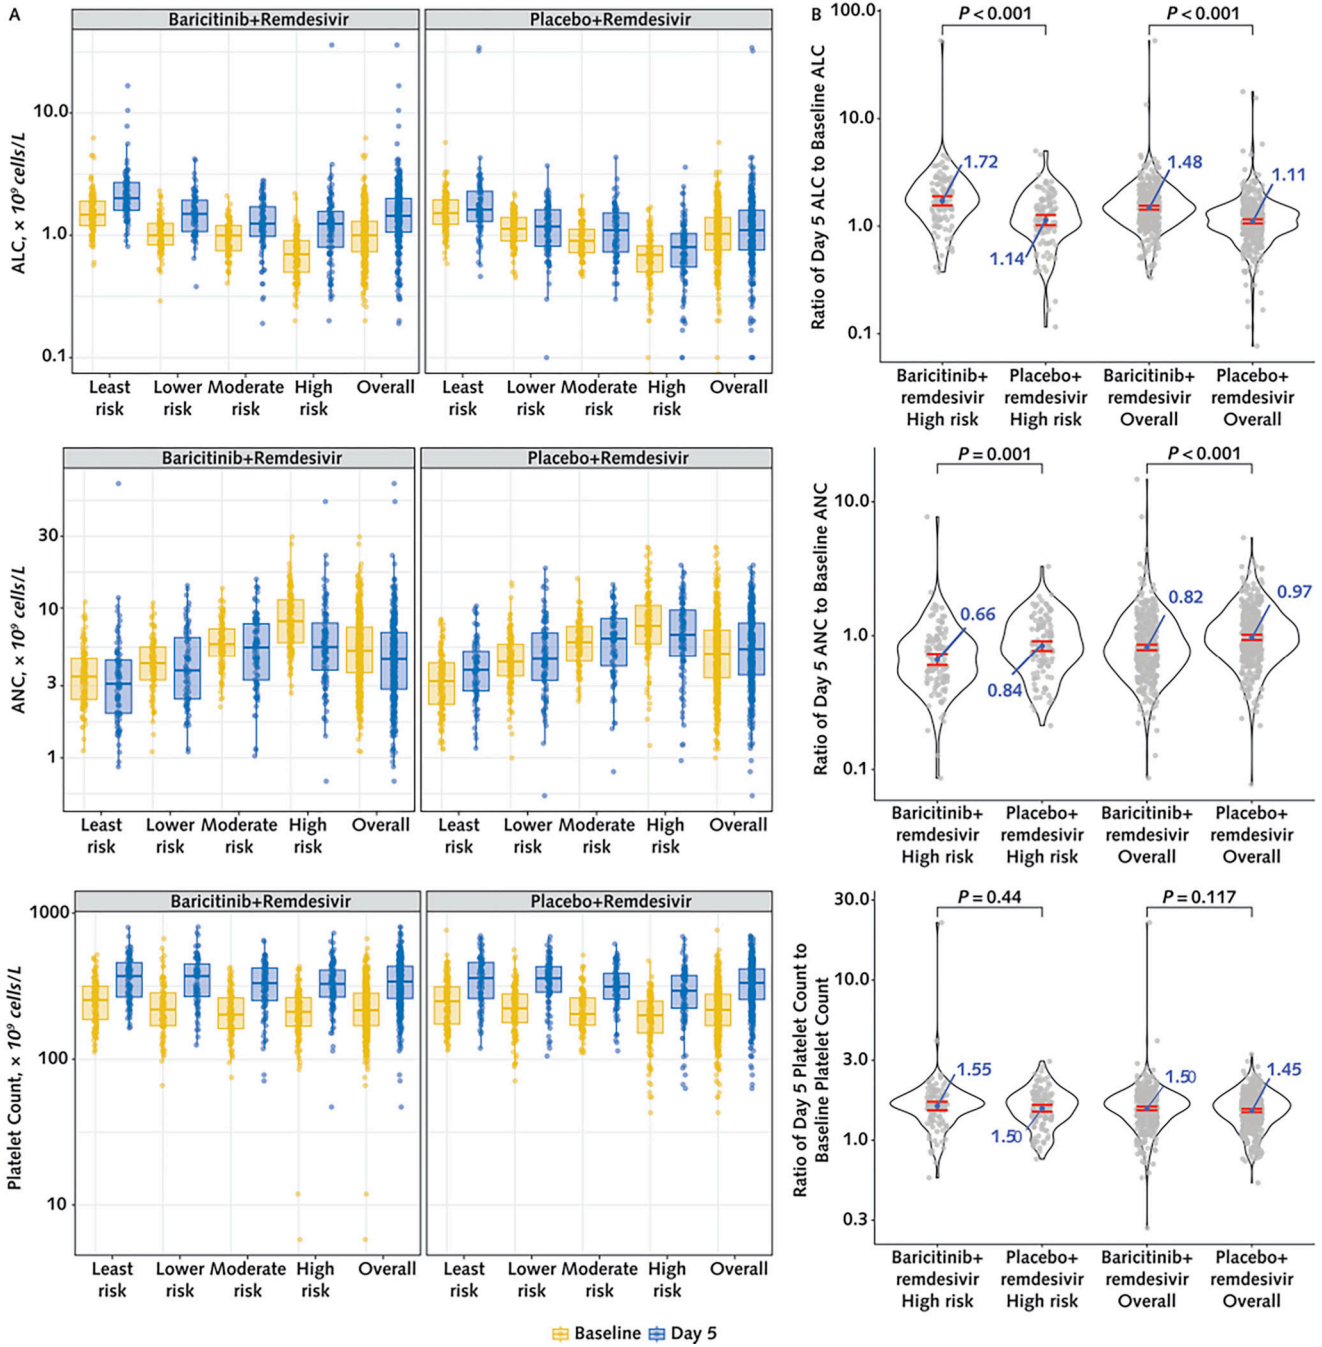 A
Baricitinib+Remdesivir
Placebo+Remdesivir
ALC, × 10⁹ cells/L
10.0
1.0
0.1
Least risk
Lower risk
Moderate risk
High risk
Overall
Least risk
Lower risk
Moderate risk
High risk
Overall
Baricitinib+Remdesivir
Placebo+Remdesivir
ANC, × 10⁹ cells/L
30
10
3
1
Least risk
Lower risk
Moderate risk
High risk
Overall
Least risk
Lower risk
Moderate risk
High risk
Overall
Baricitinib+Remdesivir
Placebo+Remdesivir
Platelet Count, × 10⁹ cells/L
1000
100
10
Least risk
Lower risk
Moderate risk
High risk
Overall
Least risk
Lower risk
Moderate risk
High risk
Overall
Baseline
Day 5
B
Ratio of Day 5 ALC to Baseline ALC
100.0
10.0
1.0
0.1
P < 0.001
P < 0.001
1.72
1.14
1.48
1.11
Baricitinib+ remdesivir High risk
Placebo+ remdesivir High risk
Baricitinib+ remdesivir Overall
Placebo+ remdesivir Overall
Ratio of Day 5 ANC to Baseline ANC
10.0
1.0
0.1
P = 0.001
P < 0.001
0.66
0.84
0.82
0.97
Baricitinib+ remdesivir High risk
Placebo+ remdesivir High risk
Baricitinib+ remdesivir Overall
Placebo+ remdesivir Overall
Ratio of Day 5 Platelet Count to
Baseline Platelet Count
30.0
10.0
3.0
1.0
0.3
P = 0.44
P = 0.117
1.55
1.50
1.50
1.45
Baricitinib+ remdesivir High risk
Placebo+ remdesivir High risk
Baricitinib+ remdesivir Overall
Placebo+ remdesivir Overall